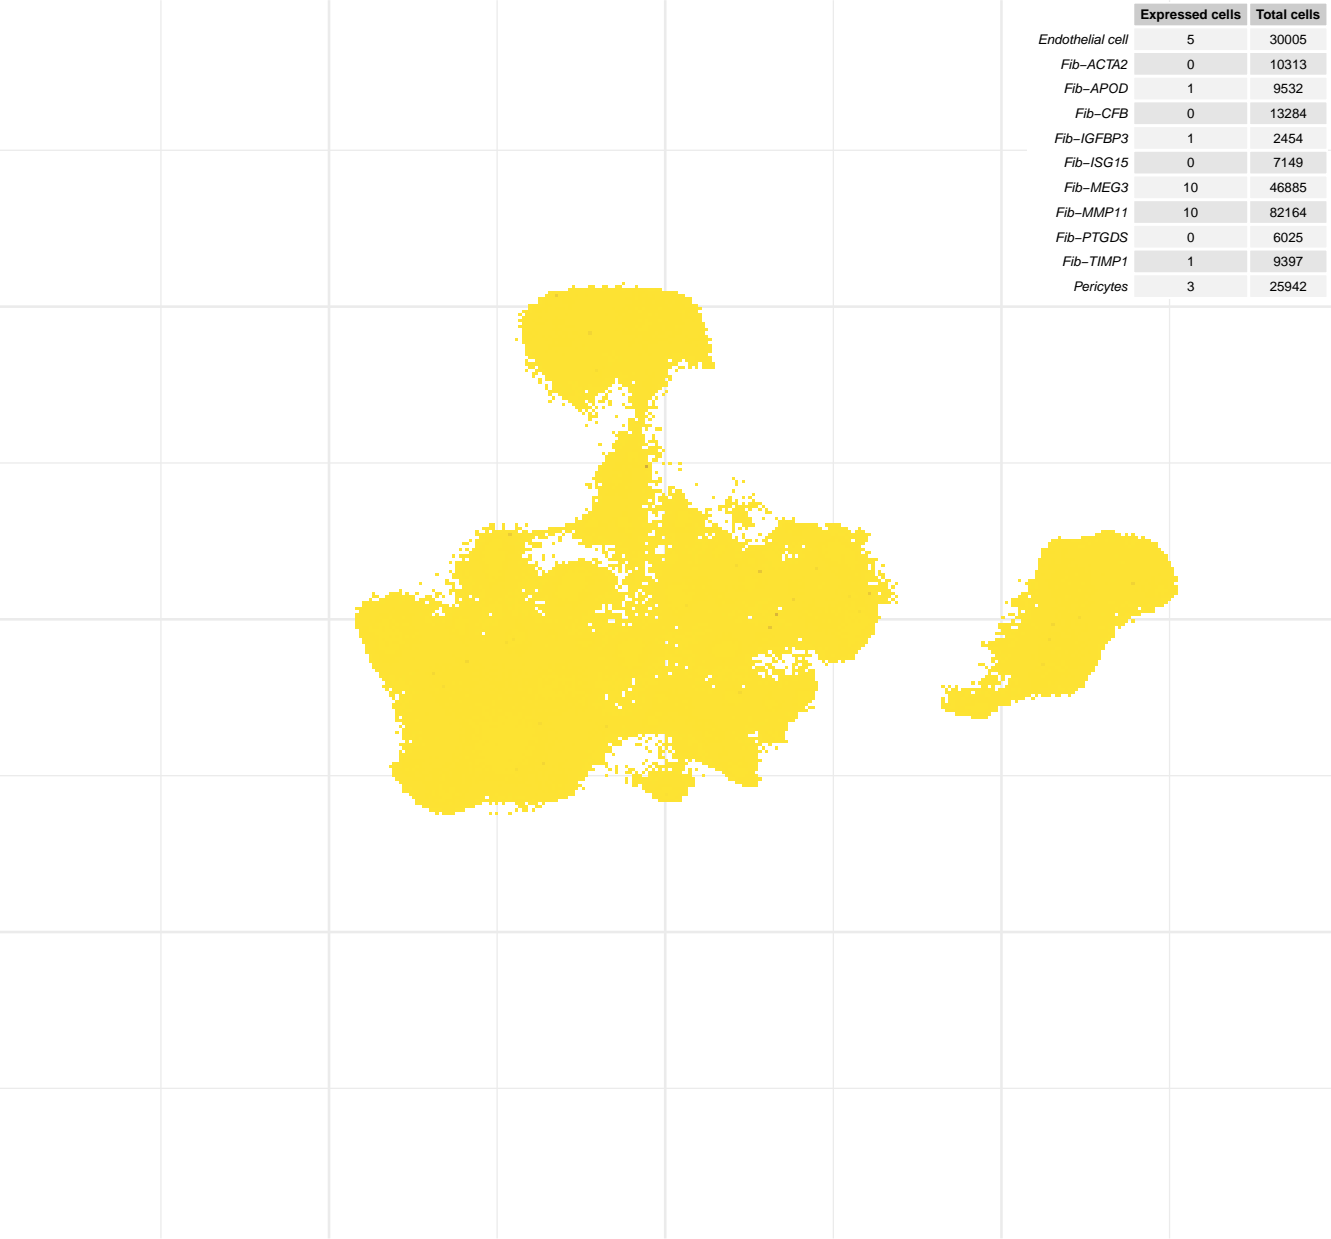 Expressed cells Total cells
Endothelial cell 5 30005
Fib−ACTA2 0 10313
Fib−APOD 1 9532
Fib−CFB 0 13284
Fib−IGFBP3 1 2454
Fib−ISG15 0 7149
Fib−MEG3 10 46885
Fib−MMP11 10 82164
Fib−PTGDS 0 6025
Fib−TIMP1 1 9397
Pericytes 3 25942